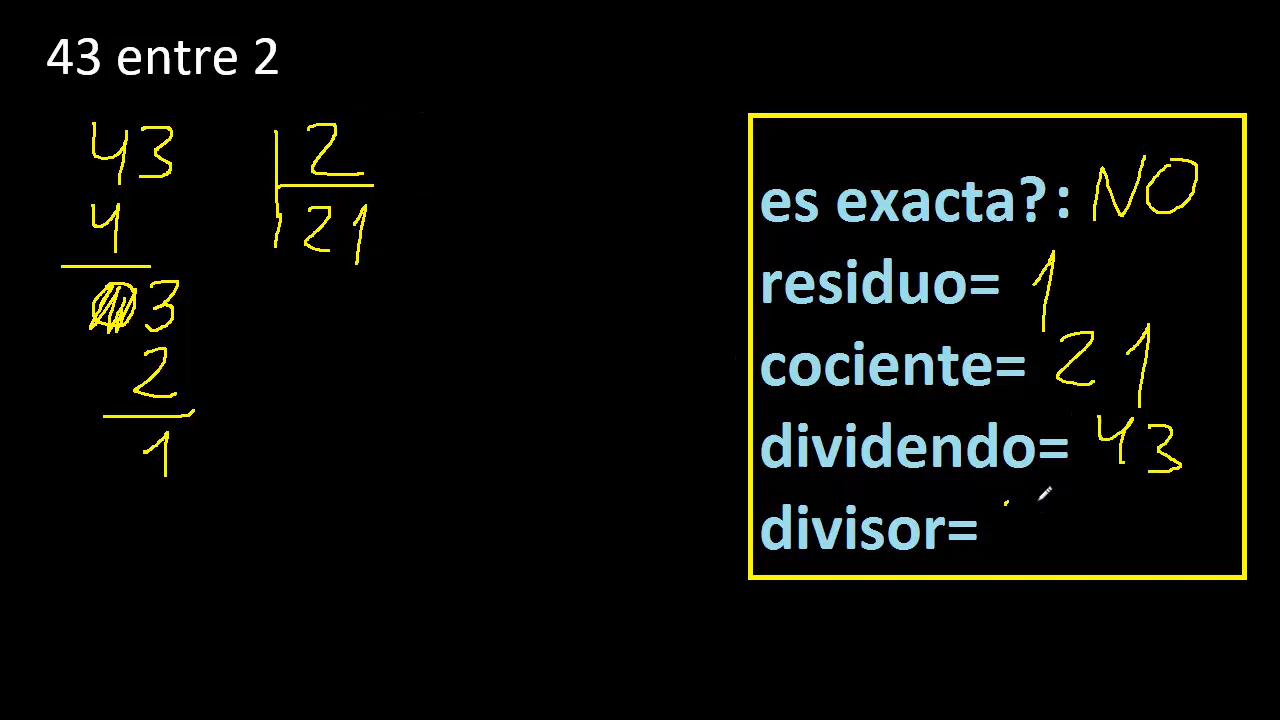 43 entre 2
43 2
4 21
3
2
1
es exacta?: NO
residuo= 1
cociente= 21
dividendo= 43
divisor=